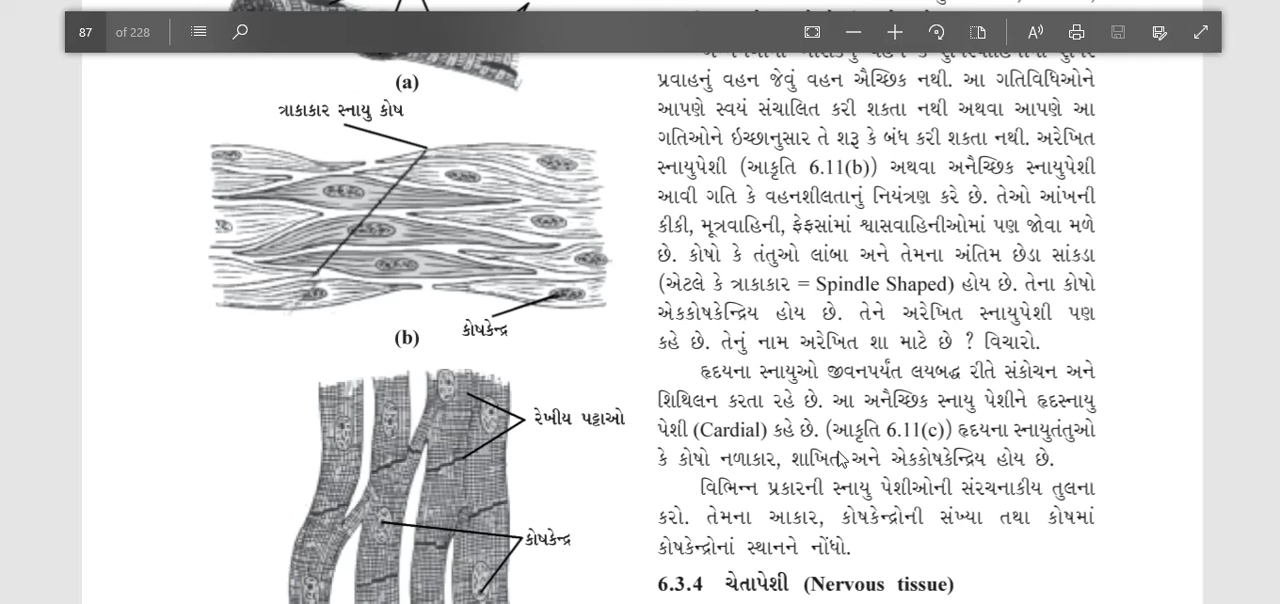 87 of 228
(a)
ત્રાકાકાર સ્નાયુ કોષ
કોષકેન્દ્ર
(b)
રેખીય પટ્ટાઓ
કોષકેન્દ્ર
પ્રવાહનું વહન જેવું વહન ઐચ્છિક નથી. આ ગતિવિધિઓને
આપણે સ્વયં સંચાલિત કરી શકતા નથી અથવા આપણે આ
ગતિઓને ઇચ્છાનુસાર તે શરૂ કે બંધ કરી શકતા નથી. અરેખિત
સ્નાયુપેશી (આકૃતિ 6.11(b)) અથવા અનૈચ્છિક સ્નાયુપેશી
આવી ગતિ કે વહનશીલતાનું નિયંત્રણ કરે છે. તેઓ આંખની
કીકી, મૂત્રવાહિની, ફેફસાંમાં શ્વાસવાહિનીઓમાં પણ જોવા મળે
છે. કોષો કે તંતુઓ લાંબા અને તેમના અંતિમ છેડા સાંકડા
(એટલે કે ત્રાકાકાર = Spindle Shaped) હોય છે. તેના કોષો
એકકોષકેન્દ્રિય હોય છે. તેને અરેખિત સ્નાયુપેશી પણ
કહે છે. તેનું નામ અરેખિત શા માટે છે ? વિચારો.
હૃદયના સ્નાયુઓ જીવનપર્યંત લયબદ્ધ રીતે સંકોચન અને
શિથિલન કરતા રહે છે. આ અનૈચ્છિક સ્નાયુ પેશીને હૃદસ્નાયુ
પેશી (Cardial) કહે છે. (આકૃતિ 6.11(c)) હૃદયના સ્નાયુતંતુઓ
કે કોષો નળાકાર, શાખિત અને એકકોષકેન્દ્રિય હોય છે.
વિભિન્ન પ્રકારની સ્નાયુ પેશીઓની સંરચનાકીય તુલના
કરો. તેમના આકાર, કોષકેન્દ્રોની સંખ્યા તથા કોષમાં
કોષકેન્દ્રોનાં સ્થાનને નોંધો.
6.3.4 ચેતાપેશી (Nervous tissue)